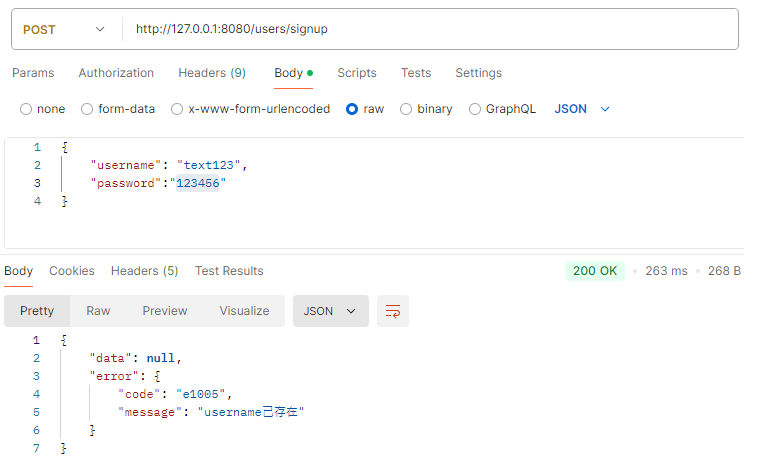 POST http://127.0.0.1:8080/users/signup
Params Authorization Headers (9) Body Scripts Tests Settings
none form-data x-www-form-urlencoded raw binary GraphQL JSON
1 {
2 "username": "text123",
3 "password":"123456"
4 }
Body Cookies Headers (5) Test Results 200 OK 263 ms 268 B
Pretty Raw Preview Visualize JSON
1 {
2 "data": null,
3 "error": {
4 "code": "e1005",
5 "message": "username已存在"
6 }
7 }